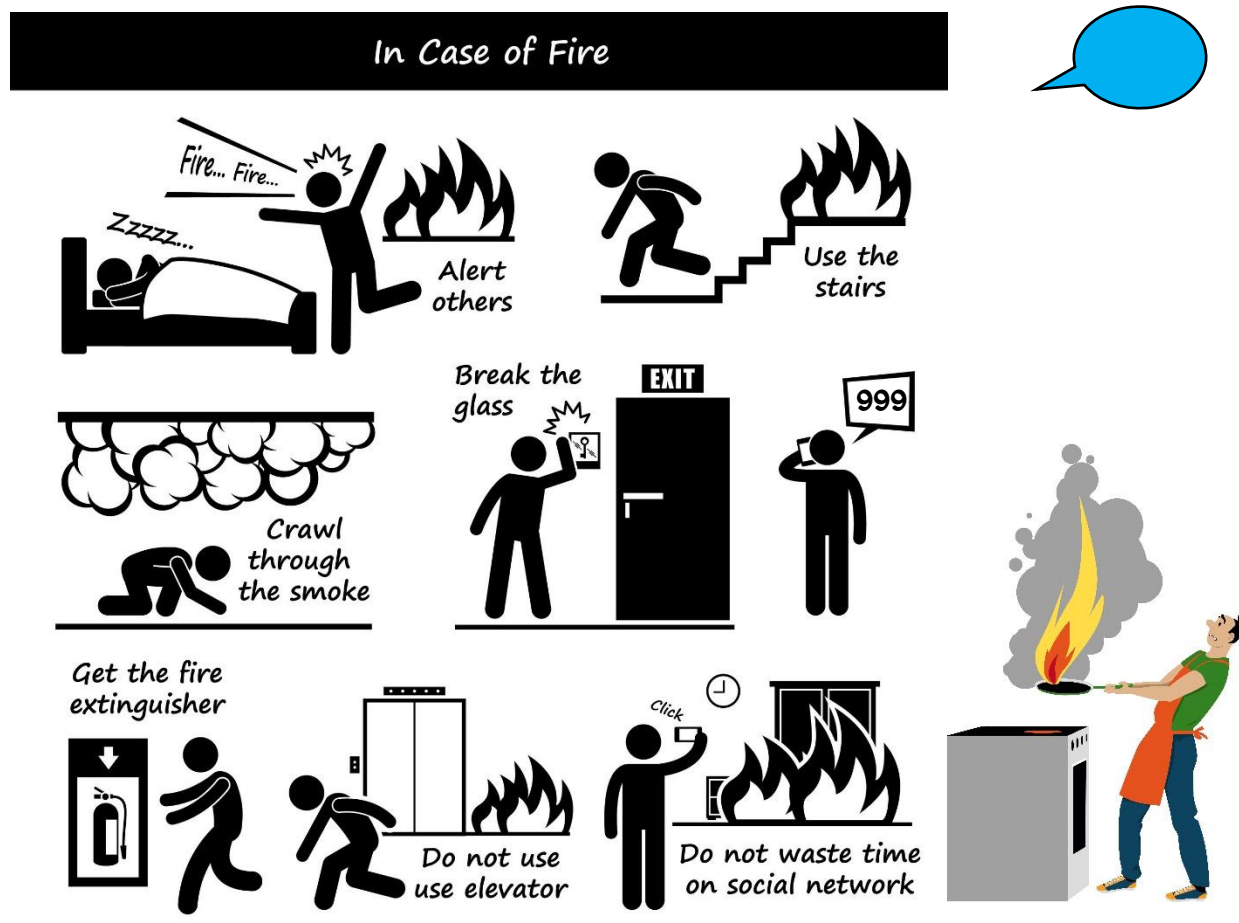 In Case of Fire
Fire... Fire...
Zzzzz...
Alert
others
Use the
stairs
Break the
glass
EXIT
999
Crawl
through
the smoke
Get the fire
extinguisher
Do not use
use elevator
Click
Do not waste time
on social network